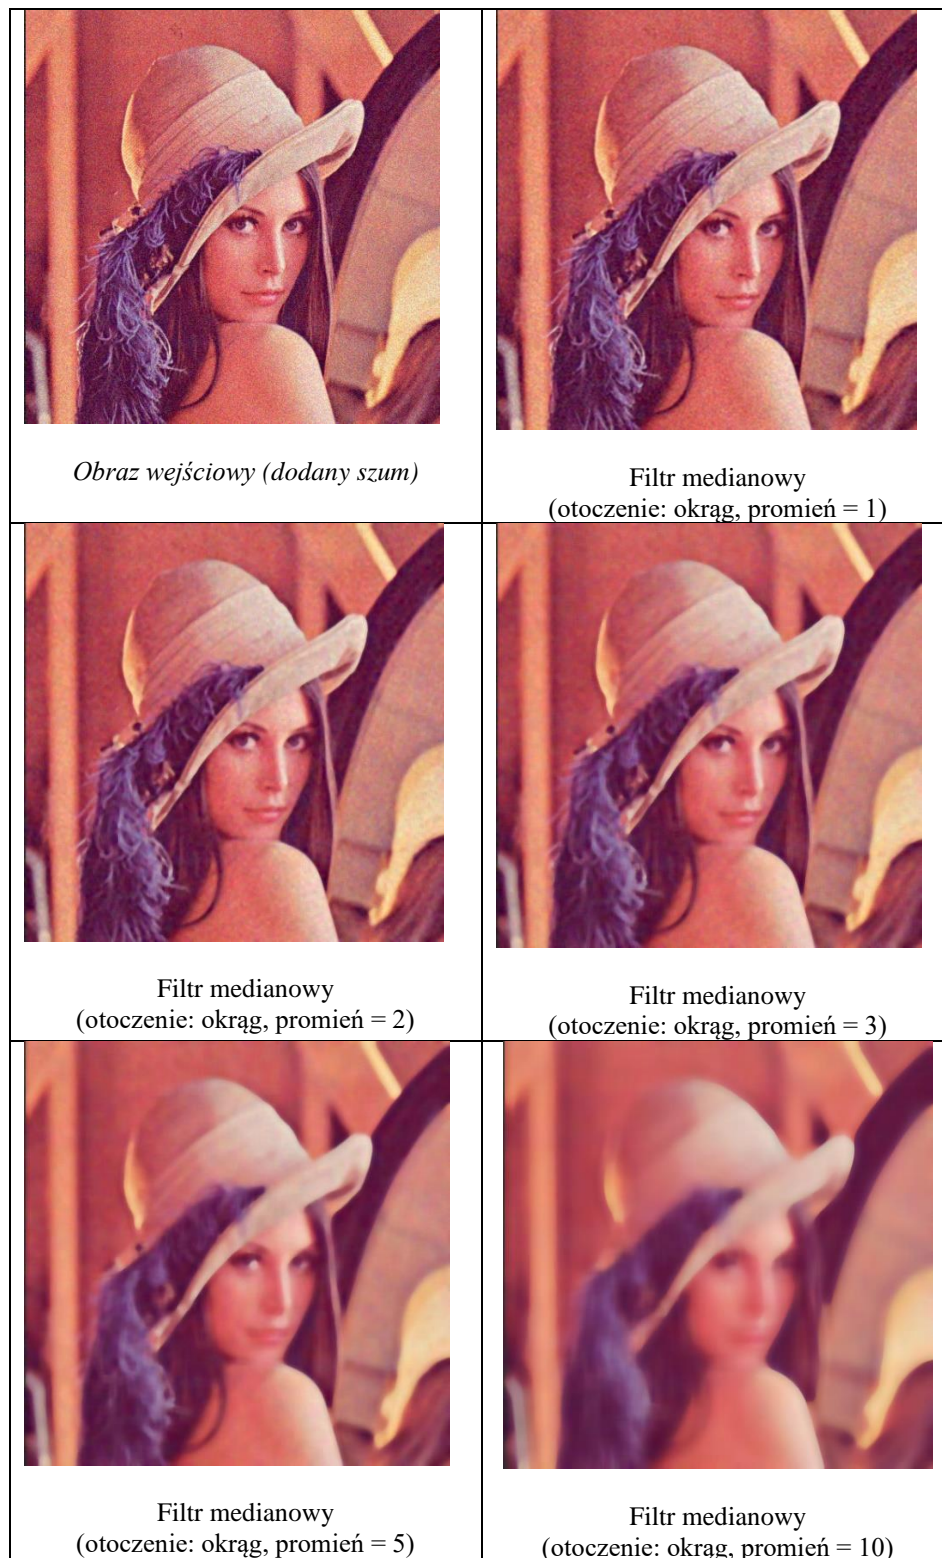 Obraz wejściowy (dodany szum)
Filtr medianowy
(otoczenie: okrąg, promień = 1)
Filtr medianowy
(otoczenie: okrąg, promień = 2)
Filtr medianowy
(otoczenie: okrąg, promień = 3)
Filtr medianowy
(otoczenie: okrąg, promień = 5)
Filtr medianowy
(otoczenie: okrąg, promień = 10)